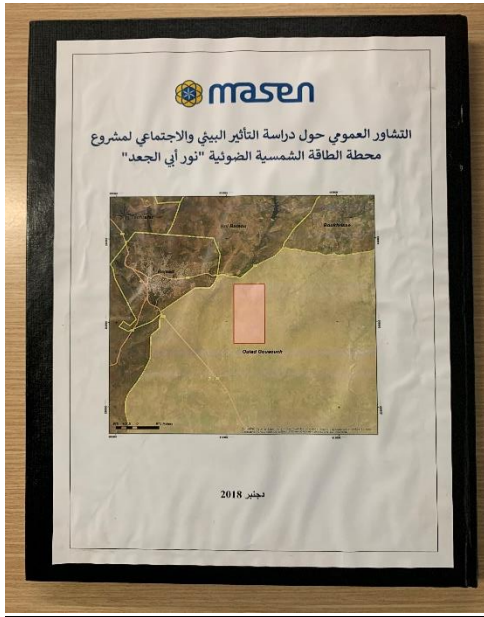 masen
التشاور العمومي حول دراسة التأثير البيئي والاجتماعي لمشروع
محطة الطاقة الشمسية الضوئية "نور أبي الجعد"
Oulad Gouaouch
دجنبر 2018